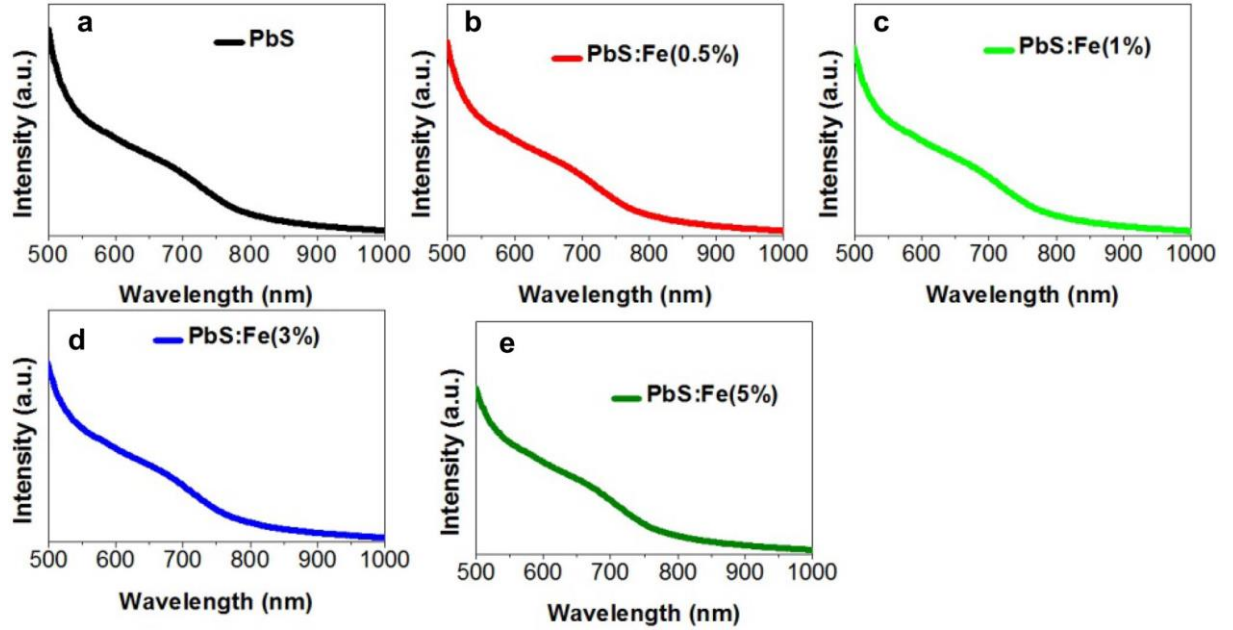 a
PbS
Intensity (a.u.)
500 600 700 800 900 1000
Wavelength (nm)
b
PbS:Fe(0.5%)
Intensity (a.u.)
500 600 700 800 900 1000
Wavelength (nm)
c
PbS:Fe(1%)
Intensity (a.u.)
500 600 700 800 900 1000
Wavelength (nm)
d
PbS:Fe(3%)
Intensity (a.u.)
500 600 700 800 900 1000
Wavelength (nm)
e
PbS:Fe(5%)
Intensity (a.u.)
500 600 700 800 900 1000
Wavelength (nm)